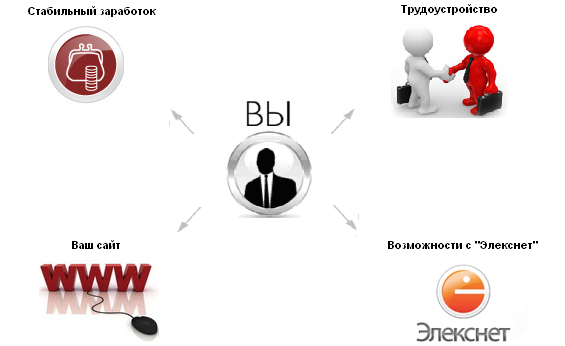 Стабильный заработок
Трудоустройство
ВЫ
Ваш сайт
Возможности с "Элекснет"
WWW
Элекснет